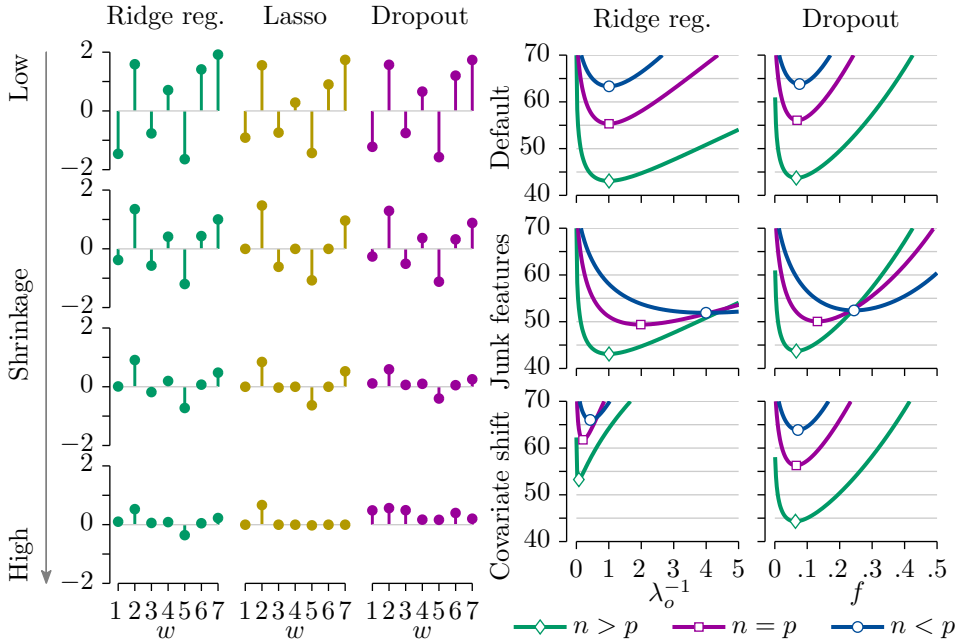 Ridge reg. Lasso Dropout
Low
2
0
−2
2
0
−2
Shrinkage
2
0
−2
2
0
−2
High
1 2 3 4 5 6 7 1 2 3 4 5 6 7 1 2 3 4 5 6 7
w w w
Ridge reg. Dropout
Default
70
60
50
40
Junk features
70
60
50
40
Covariate shift
70
60
50
40
0 1 2 3 4 5 0 .1 .2 .3 .4 .5
λₒ⁻¹ f
n > p n = p n < p